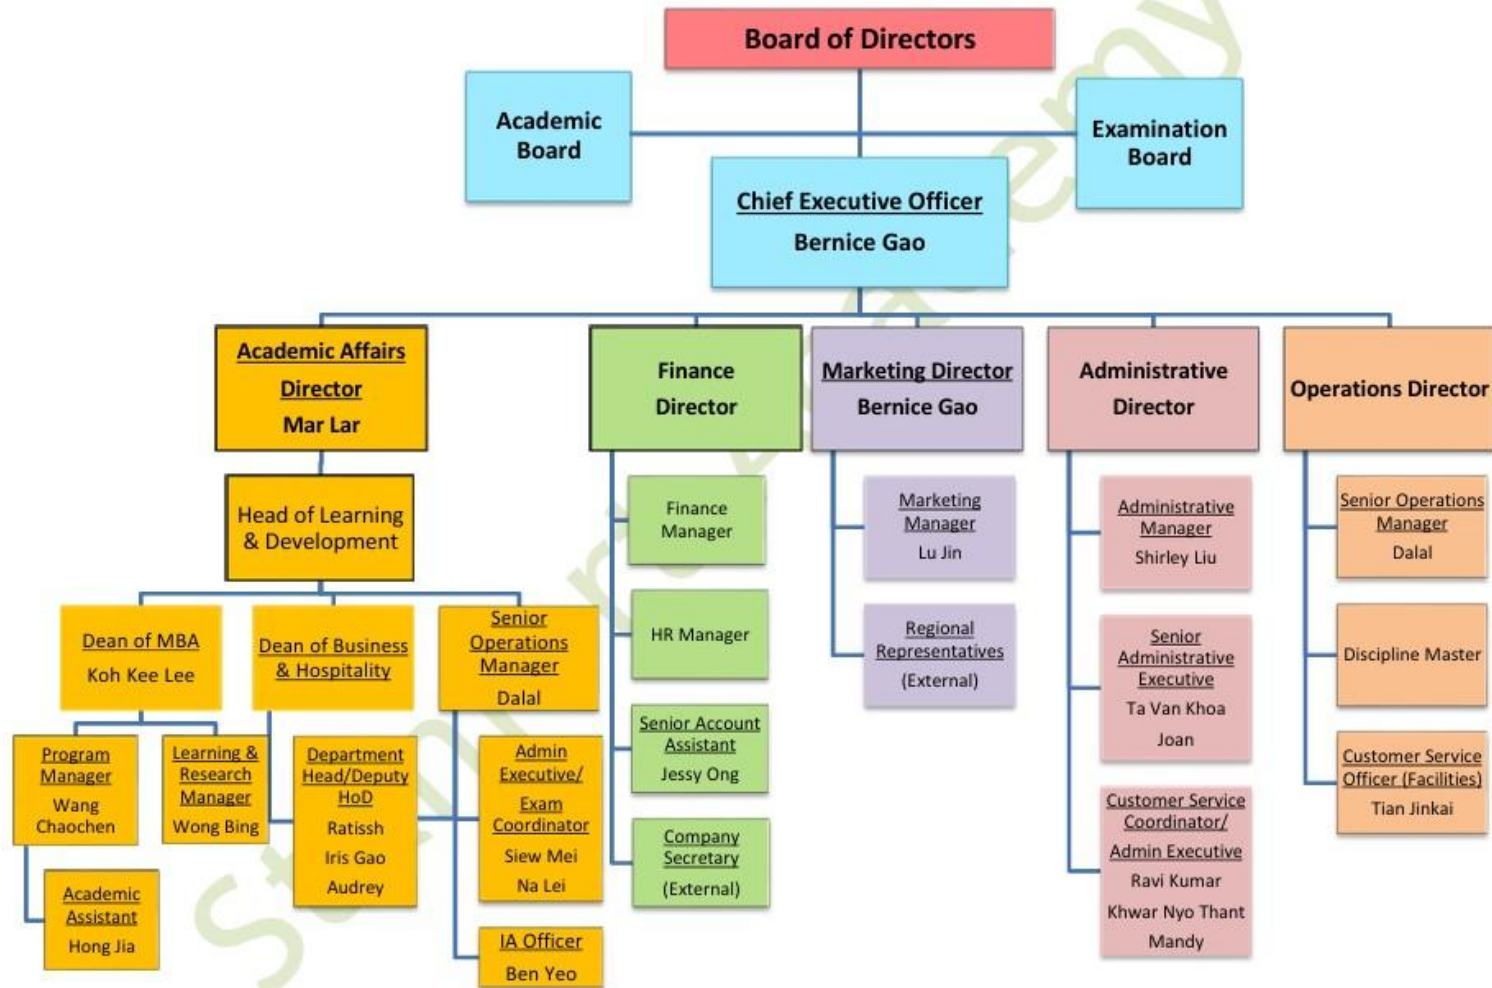 Board of Directors
Academic
Board
Examination
Board
Chief Executive Officer
Bernice Gao
Academic Affairs
Director
Mar Lar
Finance
Director
Marketing Director
Bernice Gao
Administrative
Director
Operations Director
Head of Learning
& Development
Dean of MBA
Koh Kee Lee
Dean of Business
& Hospitality
Senior
Operations
Manager
Dalal
Program
Manager
Wang
Chaochen
Learning &
Research
Manager
Wong Bing
Department
Head/Deputy
HoD
Ratissh
Iris Gao
Audrey
Admin
Executive/
Exam
Coordinator
Siew Mei
Na Lei
Academic
Assistant
Hong Jia
IA Officer
Ben Yeo
Finance
Manager
HR Manager
Senior Account
Assistant
Jessy Ong
Company
Secretary
(External)
Marketing
Manager
Lu Jin
Regional
Representatives
(External)
Administrative
Manager
Shirley Liu
Senior
Administrative
Executive
Ta Van Khoa
Joan
Customer Service
Coordinator/
Admin Executive
Ravi Kumar
Khwar Nyo Thant
Mandy
Senior Operations
Manager
Dalal
Discipline Master
Customer Service
Officer (Facilities)
Tian Jinkai